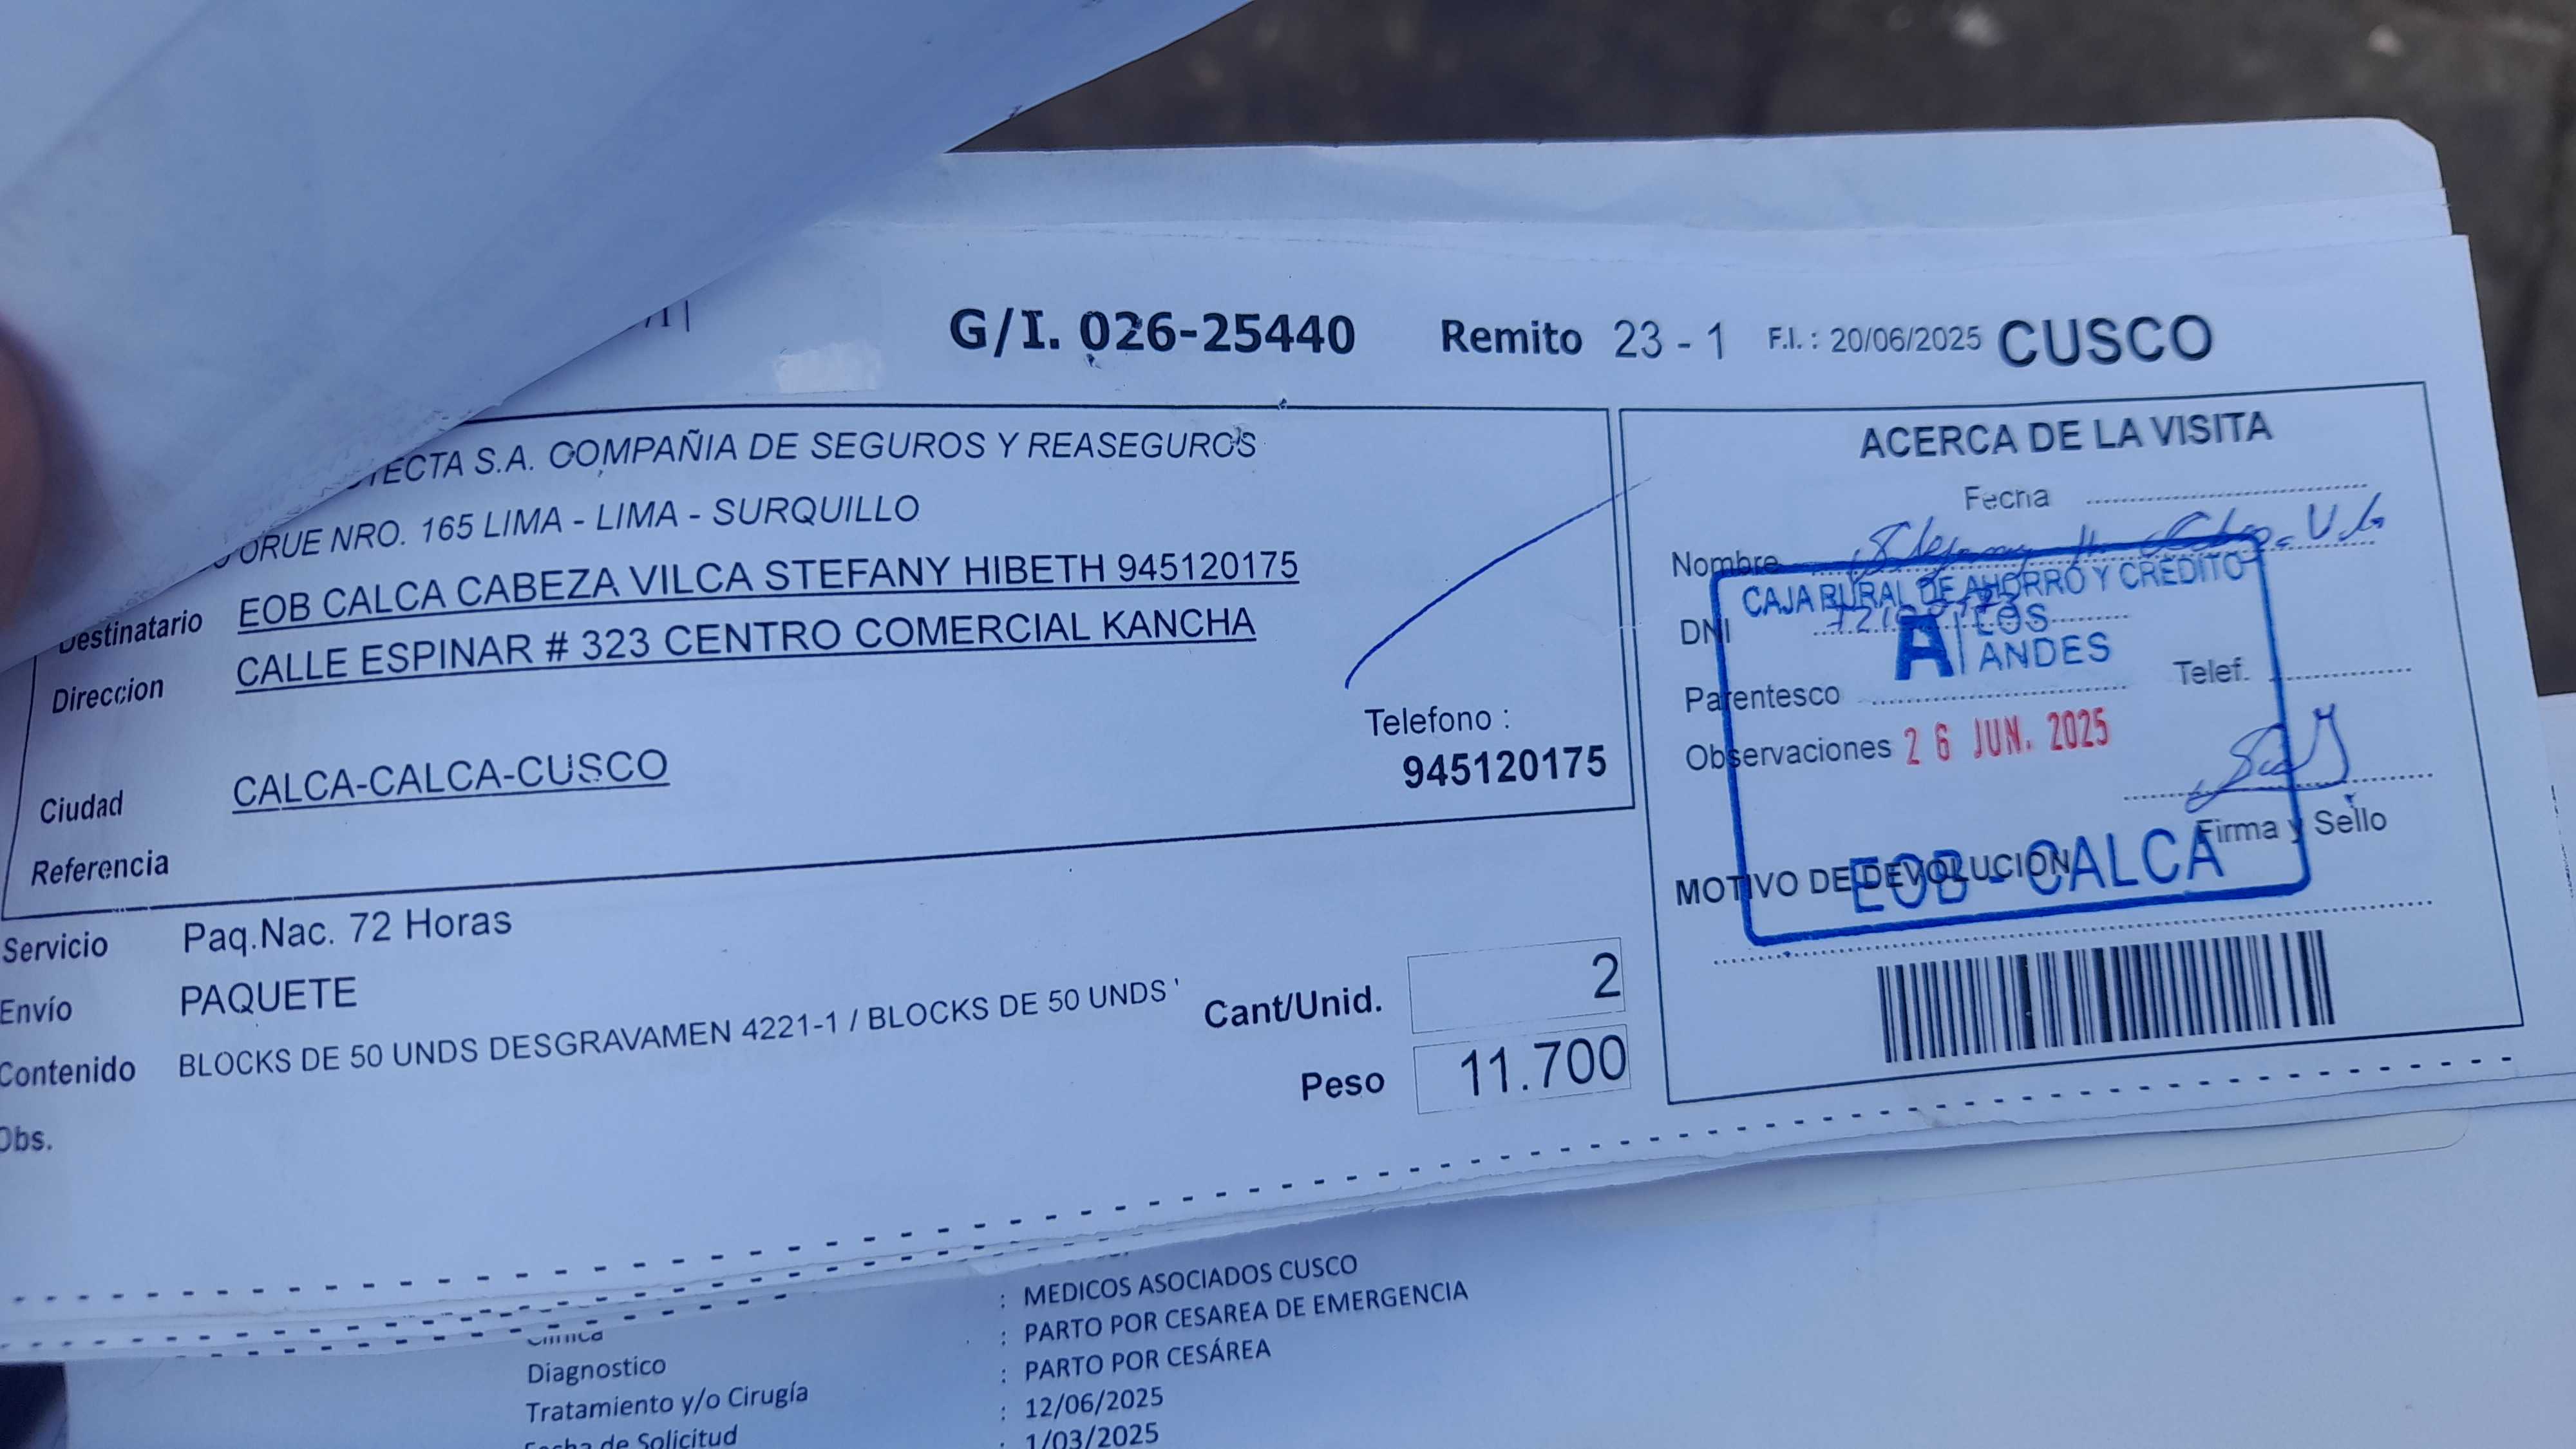 G/I. 026-25440 Remito 23 - 1 F.I. : 20/06/2025 CUSCO
ECTA S.A. COMPAÑIA DE SEGUROS Y REASEGUROS
ORUE NRO. 165 LIMA - LIMA - SURQUILLO
Destinatario EOB CALCA CABEZA VILCA STEFANY HIBETH 945120175
Direccion CALLE ESPINAR # 323 CENTRO COMERCIAL KANCHA
Telefono :
945120175
Ciudad CALCA-CALCA-CUSCO
Referencia
Servicio Paq.Nac. 72 Horas
Envío PAQUETE
Contenido BLOCKS DE 50 UNDS DESGRAVAMEN 4221-1 / BLOCKS DE 50 UNDS '
Obs.
Cant/Unid. 2
Peso 11.700
ACERCA DE LA VISITA
Fecha
Nombre
DNI
Parentesco
Telef.
Observaciones
Firma y Sello
MOTIVO DE DEVOLUCION
CAJA RURAL DE AHORRO Y CREDITO
A LOS
ANDES
26 JUN. 2025
EOB - CALCA
: MEDICOS ASOCIADOS CUSCO
Clinica : PARTO POR CESAREA DE EMERGENCIA
Diagnostico : PARTO POR CESÁREA
Tratamiento y/o Cirugía : 12/06/2025
Fecha de Solicitud : 1/03/2025